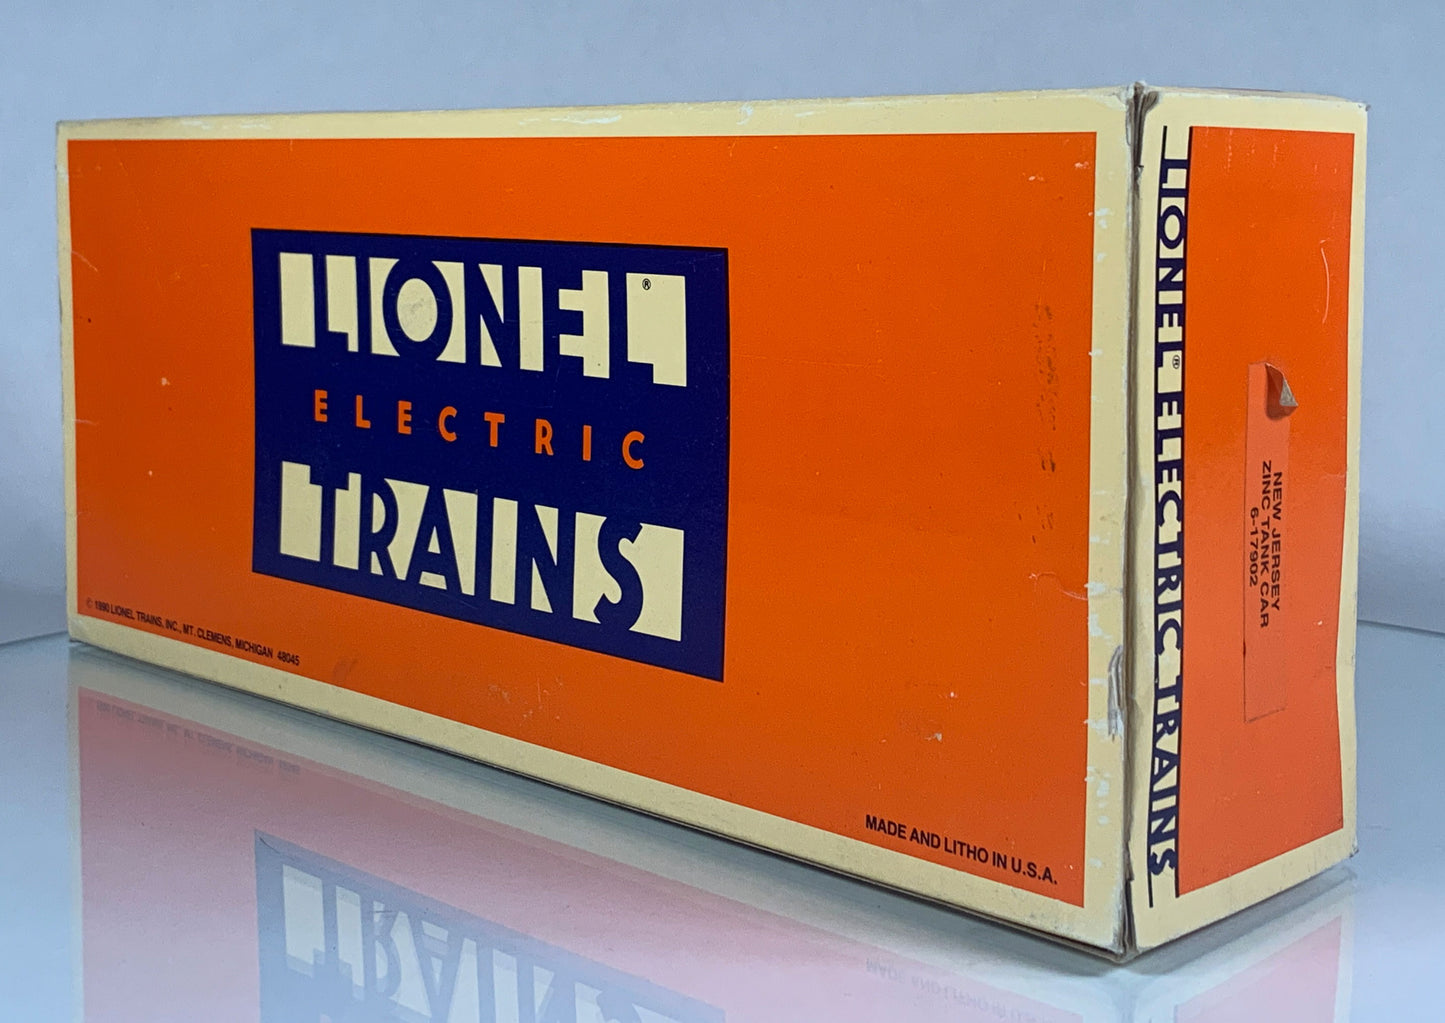 LIONEL®
ELECTRIC
TRAINS
© 1990 LIONEL TRAINS, INC., MT. CLEMENS, MICHIGAN 48045
MADE AND LITHO IN U.S.A.
LIONEL® ELECTRIC TRAINS
NEW JERSEY
ZINC TANK CAR
6-17902